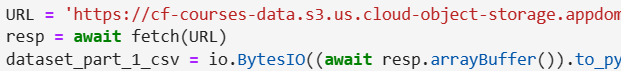 URL = 'https://cf-courses-data.s3.us.cloud-object-storage.appdom
resp = await fetch(URL)
dataset_part_1_csv = io.BytesIO((await resp.arrayBuffer()).to_py